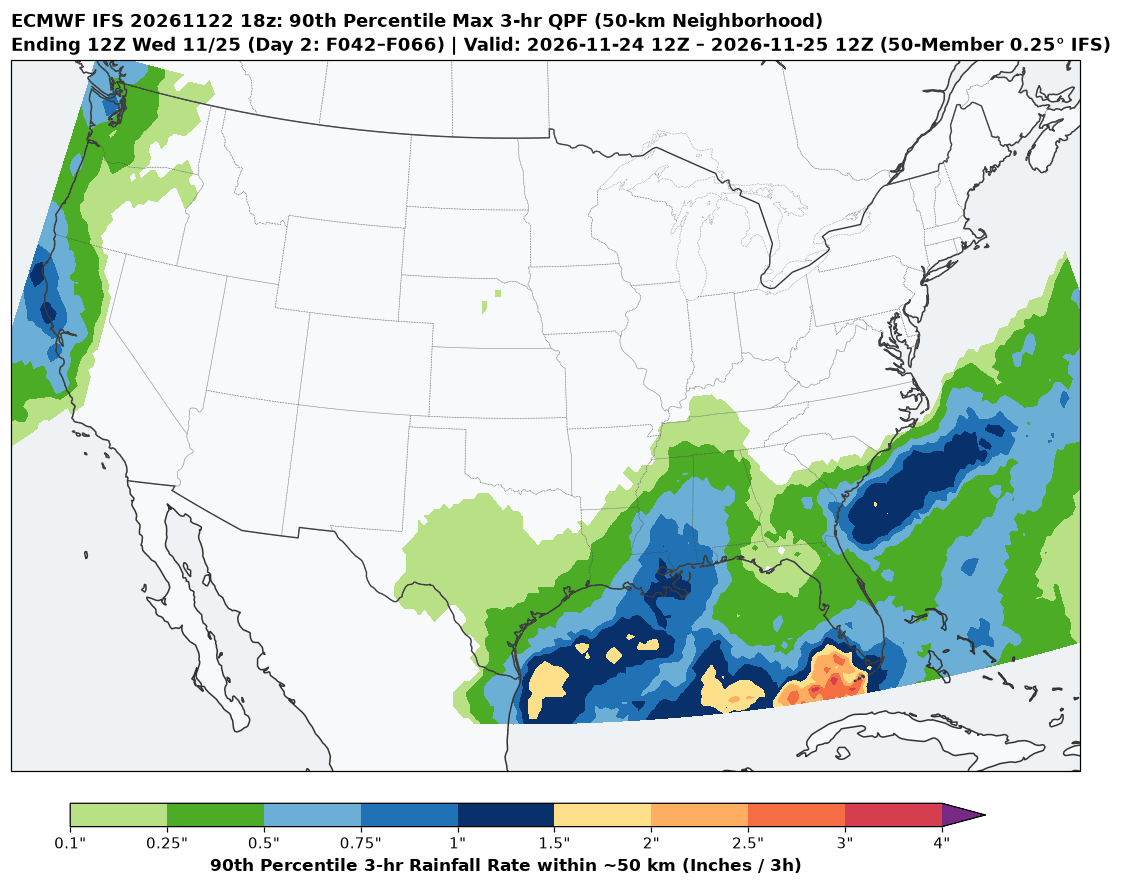 ECMWF IFS 20261122 18z: 90th Percentile Max 3-hr QPF (50-km Neighborhood)
Ending 12Z Wed 11/25 (Day 2: F042–F066) | Valid: 2026-11-24 12Z – 2026-11-25 12Z (50-Member 0.25° IFS)
0.1" 0.25" 0.5" 0.75" 1" 1.5" 2" 2.5" 3" 4"
90th Percentile 3-hr Rainfall Rate within ~50 km (Inches / 3h)